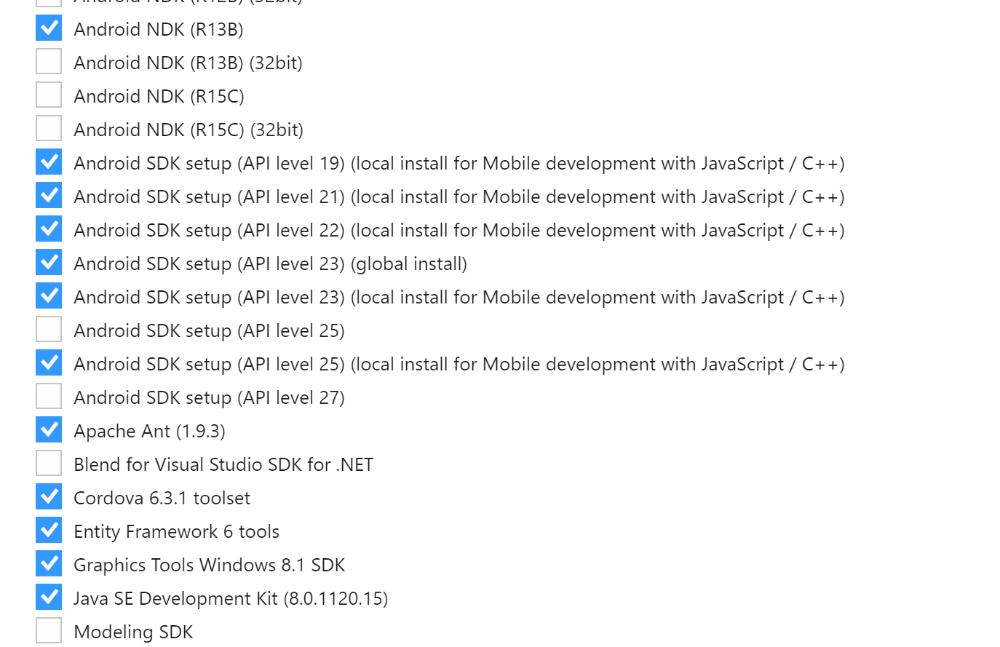 Android NDK (R12B) (32bit)
Android NDK (R13B)
Android NDK (R13B) (32bit)
Android NDK (R15C)
Android NDK (R15C) (32bit)
Android SDK setup (API level 19) (local install for Mobile development with JavaScript / C++)
Android SDK setup (API level 21) (local install for Mobile development with JavaScript / C++)
Android SDK setup (API level 22) (local install for Mobile development with JavaScript / C++)
Android SDK setup (API level 23) (global install)
Android SDK setup (API level 23) (local install for Mobile development with JavaScript / C++)
Android SDK setup (API level 25)
Android SDK setup (API level 25) (local install for Mobile development with JavaScript / C++)
Android SDK setup (API level 27)
Apache Ant (1.9.3)
Blend for Visual Studio SDK for .NET
Cordova 6.3.1 toolset
Entity Framework 6 tools
Graphics Tools Windows 8.1 SDK
Java SE Development Kit (8.0.1120.15)
Modeling SDK